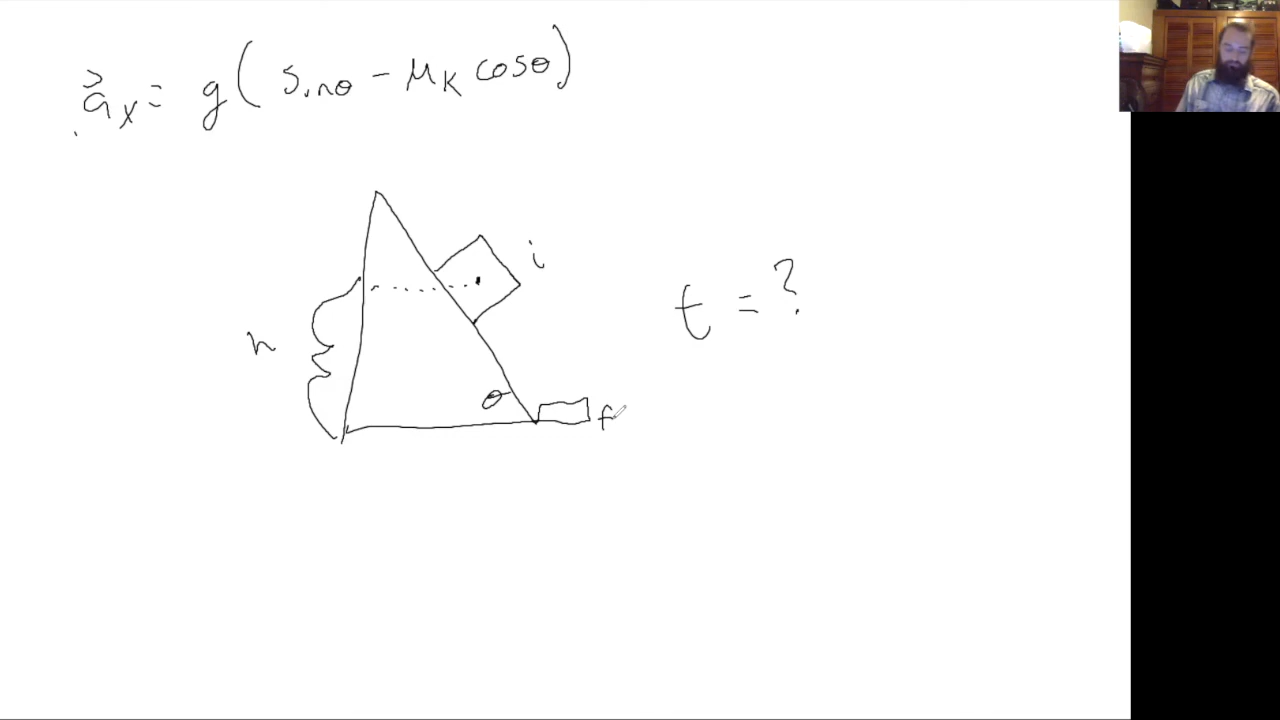 a⃗x = g( sinθ - μK cosθ)
i
t = ?
h
θ
f